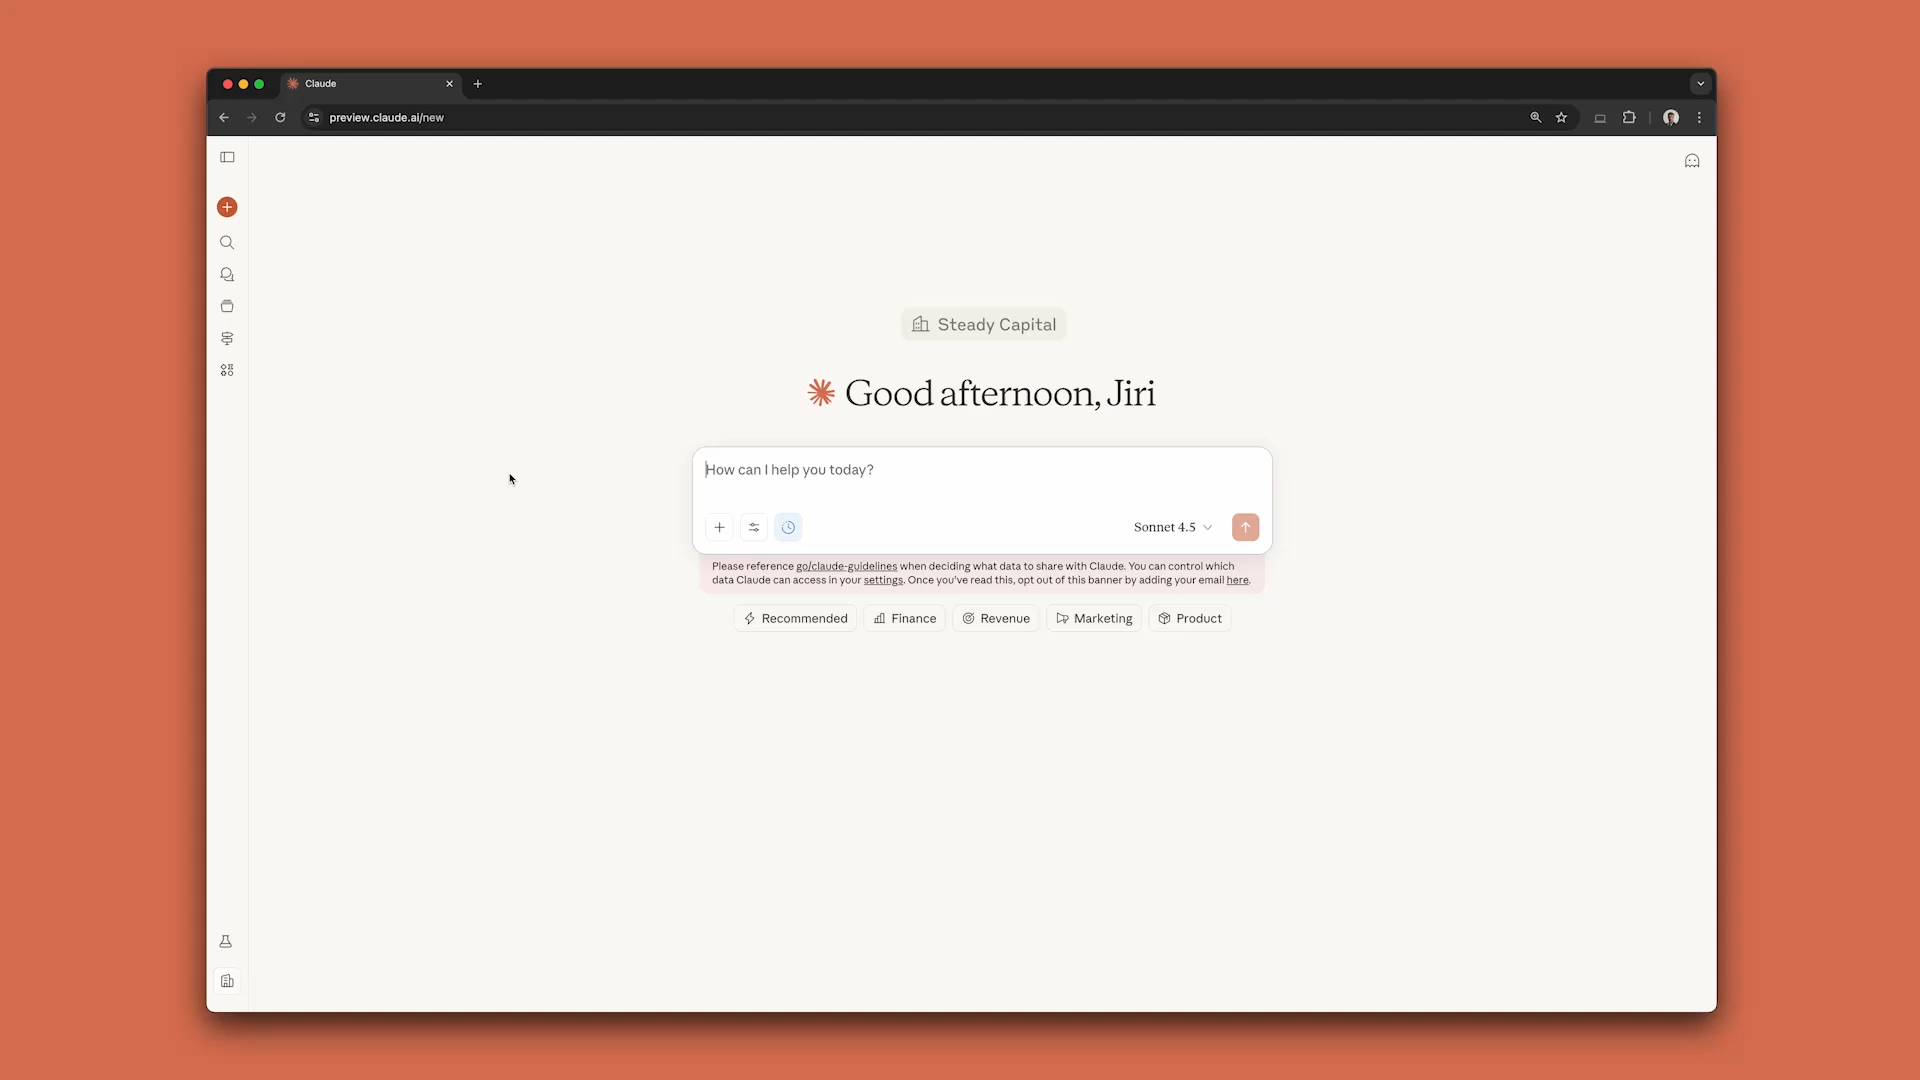 Claude
preview.claude.ai/new
Steady Capital
Good afternoon, Jiri
How can I help you today?
Sonnet 4.5
Please reference go/claude-guidelines when deciding what data to share with Claude. You can control which
data Claude can access in your settings. Once you've read this, opt out of this banner by adding your email here.
Recommended
Finance
Revenue
Marketing
Product